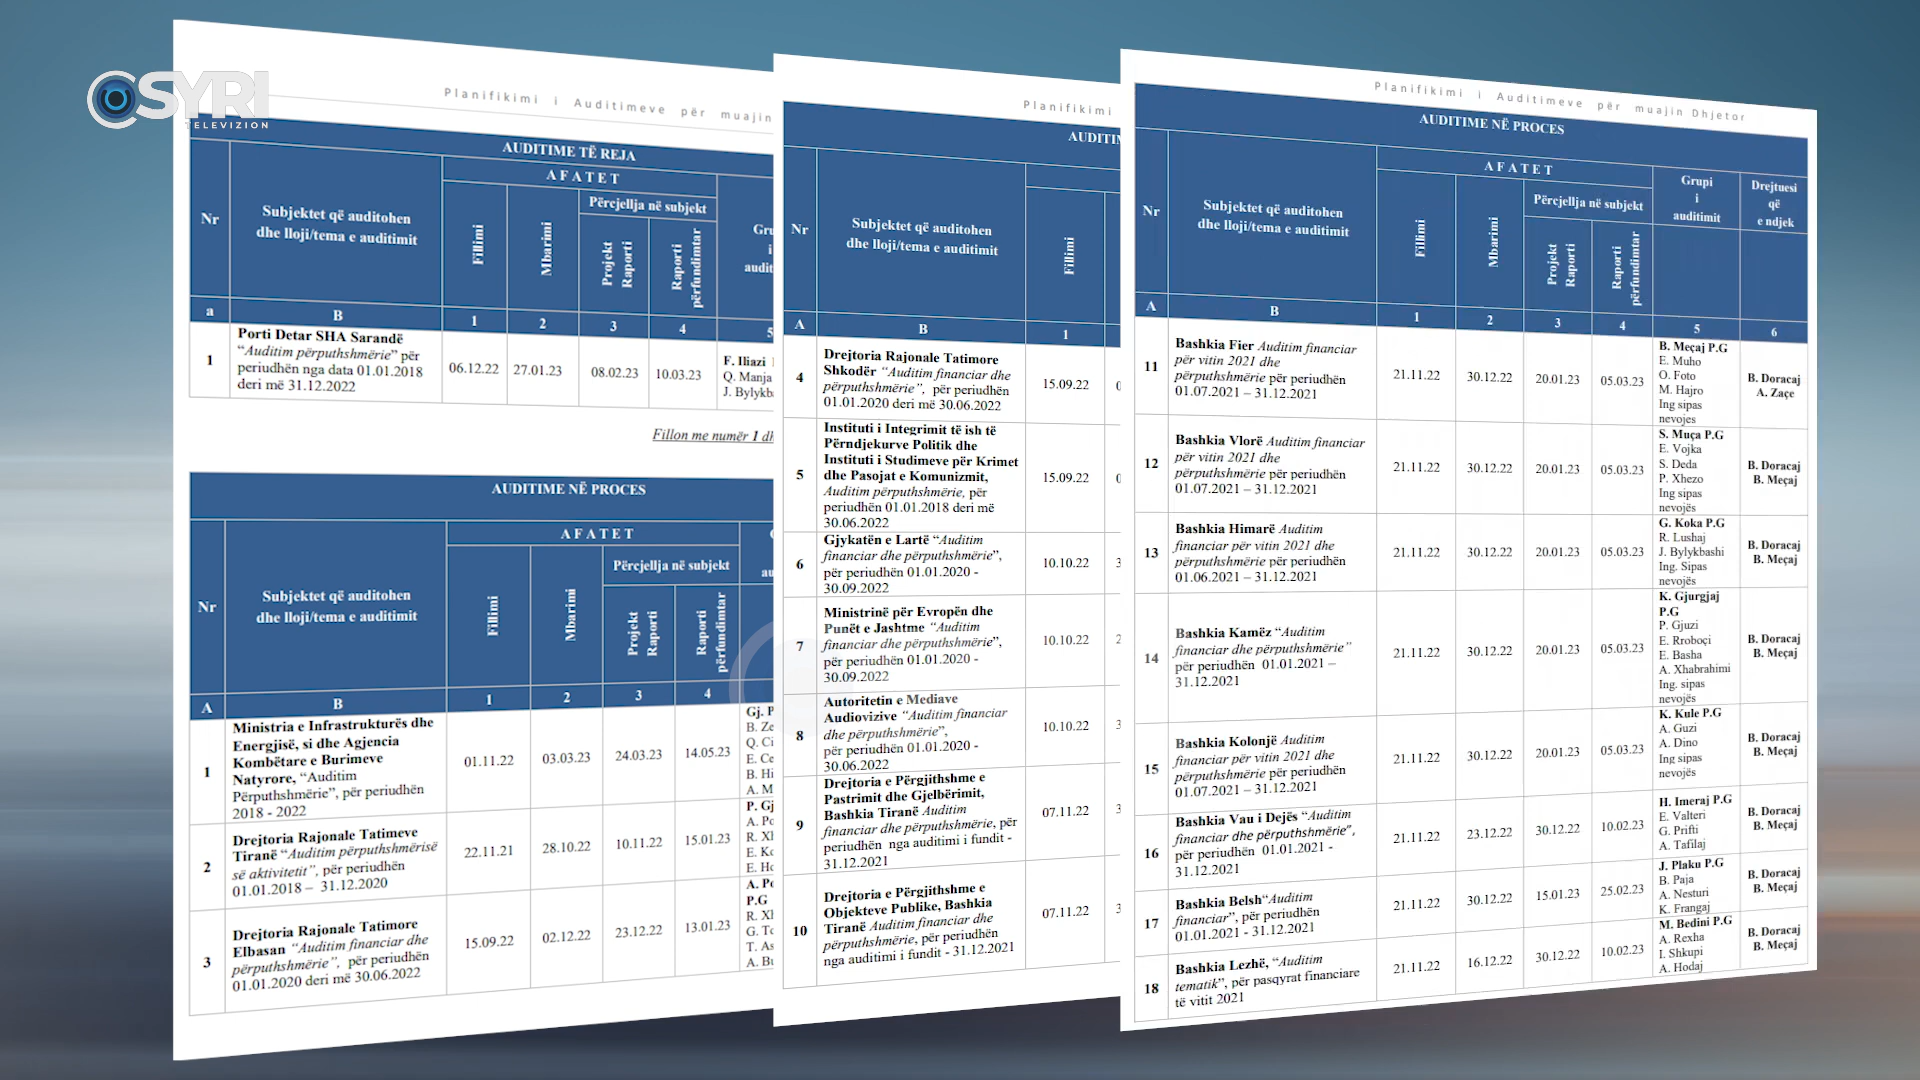 SYRI
TELEVIZION
Planifikimi i Auditimeve për muajin
AUDITIME TË REJA
Nr
Subjektet që auditohen
dhe lloji/tema e auditimit
AFATET
Fillimi
Mbarimi
Përcjellja në subjekt
Projekt
Raporti
Raporti
përfundimtar
a
B
1
2
3
4
5
1
Porti Detar SHA Sarandë
“Auditim përputhshmërie” për
periudhën nga data 01.01.2018
deri më 31.12.2022
06.12.22
27.01.23
08.02.23
10.03.23
F. Iliazi
Q. Manja
J. Bylykb
Fillon me numër 1 dh
AUDITIME NË PROCES
Nr
Subjektet që auditohen
dhe lloji/tema e auditimit
AFATET
Fillimi
Mbarimi
Përcjellja në subjekt
Projekt
Raporti
Raporti
përfundimtar
A
B
1
2
3
4
1
Ministria e Infrastrukturës dhe
Energjisë, si dhe Agjencia
Kombëtare e Burimeve
Natyrore, “Auditim
Përputhshmërie”, për periudhën
2018 - 2022
01.11.22
03.03.23
24.03.23
14.05.23
Gj. P
B. Ze
Q. Ci
E. Ce
B. Hi
A. M
2
Drejtoria Rajonale Tatimeve
Tiranë “Auditim përputhshmërisë
së aktivitetit”, për periudhën
01.01.2018 – 31.12.2020
22.11.21
28.10.22
10.11.22
15.01.23
P. Gj
A. Po
R. Xl
E. Ko
E. Ho
3
Drejtoria Rajonale Tatimore
Elbasan “Auditim financiar dhe
përputhshmërie”, për periudhën
01.01.2020 deri më 30.06.2022
15.09.22
02.12.22
23.12.22
13.01.23
A. Po
P.G
R. Xl
G. To
T. As
A. Bu
Planifikimi
Nr
Subjektet që auditohen
dhe lloji/tema e auditimit
Fillimi
A
B
1
4
Drejtoria Rajonale Tatimore
Shkodër “Auditim financiar dhe
përputhshmërie”, për periudhën
01.01.2020 deri më 30.06.2022
15.09.22
5
Instituti i Integrimit të ish të
Përndjekurve Politik dhe
Instituti i Studimeve për Krimet
dhe Pasojat e Komunizmit,
Auditim përputhshmërie, për
periudhën 01.01.2018 deri më
30.06.2022
15.09.22
6
Gjykatën e Lartë “Auditim
financiar dhe përputhshmërie”,
për periudhën 01.01.2020 -
30.09.2022
10.10.22
7
Ministrinë për Evropën dhe
Punët e Jashtme “Auditim
financiar dhe përputhshmërie”,
për periudhën 01.01.2020 -
30.09.2022
10.10.22
8
Autoritetin e Mediave
Audiovizive “Auditim financiar
dhe përputhshmërie”,
për periudhën 01.01.2020 -
30.06.2022
10.10.22
9
Drejtoria e Përgjithshme e
Pastrimit dhe Gjelbërimit,
Bashkia Tiranë Auditim
financiar dhe përputhshmërie, për
periudhën nga auditimi i fundit -
31.12.2021
07.11.22
10
Drejtoria e Përgjithshme e
Objekteve Publike, Bashkia
Tiranë Auditim financiar dhe
përputhshmërie, për periudhën
nga auditimi i fundit - 31.12.2021
07.11.22
Planifikimi i Auditimeve për muajin Dhjetor
AUDITIME NË PROCES
Nr
Subjektet që auditohen
dhe lloji/tema e auditimit
AFATET
Fillimi
Mbarimi
Përcjellja në subjekt
Projekt
Raporti
Raporti
përfundimtar
Grupi
i
auditimit
Drejtuesi
që
e ndjek
A
B
1
2
3
4
5
6
11
Bashkia Fier Auditim financiar
për vitin 2021 dhe
përputhshmërie për periudhën
01.07.2021 – 31.12.2021
21.11.22
30.12.22
20.01.23
05.03.23
B. Meçaj P.G
E. Muho
O. Foto
M. Hajro
Ing sipas
nevojes
B. Doracaj
A. Zaçe
12
Bashkia Vlorë Auditim financiar
për vitin 2021 dhe
përputhshmërie për periudhën
01.07.2021 – 31.12.2021
21.11.22
30.12.22
20.01.23
05.03.23
S. Muça P.G
E. Vojka
S. Deda
P. Xhezo
Ing sipas
nevojës
B. Doracaj
B. Meçaj
13
Bashkia Himarë Auditim
financiar për vitin 2021 dhe
përputhshmërie për periudhën
01.06.2021 – 31.12.2021
21.11.22
30.12.22
20.01.23
05.03.23
G. Koka P.G
R. Lushaj
J. Bylykbashi
Ing. Sipas
nevojës
B. Doracaj
B. Meçaj
14
Bashkia Kamëz “Auditim
financiar dhe përputhshmërie”
për periudhën 01.01.2021 –
31.12.2021
21.11.22
30.12.22
20.01.23
05.03.23
K. Gjurgjaj
P.G
P. Gjuzi
E. Rroboçi
E. Basha
A. Xhabrahimi
Ing. sipas
nevojës
B. Doracaj
B. Meçaj
15
Bashkia Kolonjë Auditim
financiar për vitin 2021 dhe
përputhshmërie për periudhën
01.07.2021 – 31.12.2021
21.11.22
30.12.22
20.01.23
05.03.23
K. Kule P.G
A. Guzi
A. Dino
Ing sipas
nevojës
B. Doracaj
B. Meçaj
16
Bashkia Vau i Dejës “Auditim
financiar dhe përputhshmërie”,
për periudhën 01.01.2021 -
31.12.2021
21.11.22
23.12.22
30.12.22
10.02.23
H. Imeraj P.G
E. Valteri
G. Prifti
A. Tafilaj
B. Doracaj
B. Meçaj
17
Bashkia Belsh“Auditim
financiar”, për periudhën
01.01.2021 - 31.12.2021
21.11.22
30.12.22
15.01.23
25.02.23
J. Plaku P.G
B. Paja
A. Nesturi
K. Frangaj
B. Doracaj
B. Meçaj
18
Bashkia Lezhë, “Auditim
tematik”, për pasqyrat financiare
të vitit 2021
21.11.22
16.12.22
30.12.22
10.02.23
M. Bedini P.G
A. Rexha
I. Shkupi
A. Hodaj
B. Doracaj
B. Meçaj